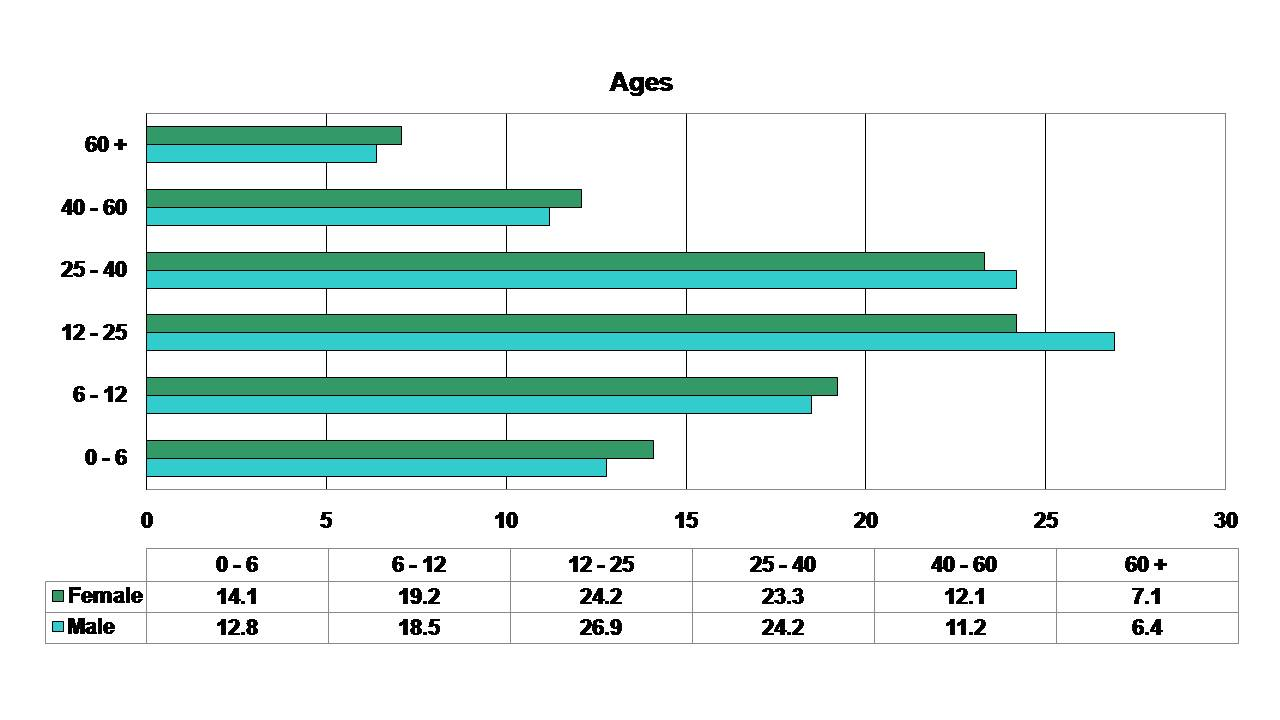 Ages
60 +
40 - 60
25 - 40
12 - 25
6 - 12
0 - 6
0 5 10 15 20 25 30
0 - 6 6 - 12 12 - 25 25 - 40 40 - 60 60 +
Female 14.1 19.2 24.2 23.3 12.1 7.1
Male 12.8 18.5 26.9 24.2 11.2 6.4